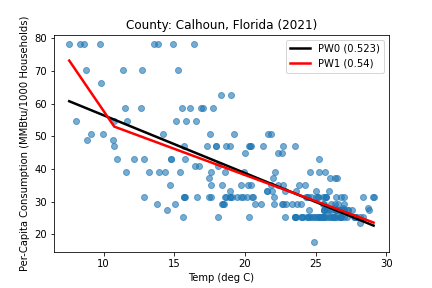 County: Calhoun, Florida (2021)
Per-Capita Consumption (MMBtu/1000 Households)
80
70
60
50
40
30
20
PW0 (0.523)
PW1 (0.54)
10
15
20
25
30
Temp (deg C)